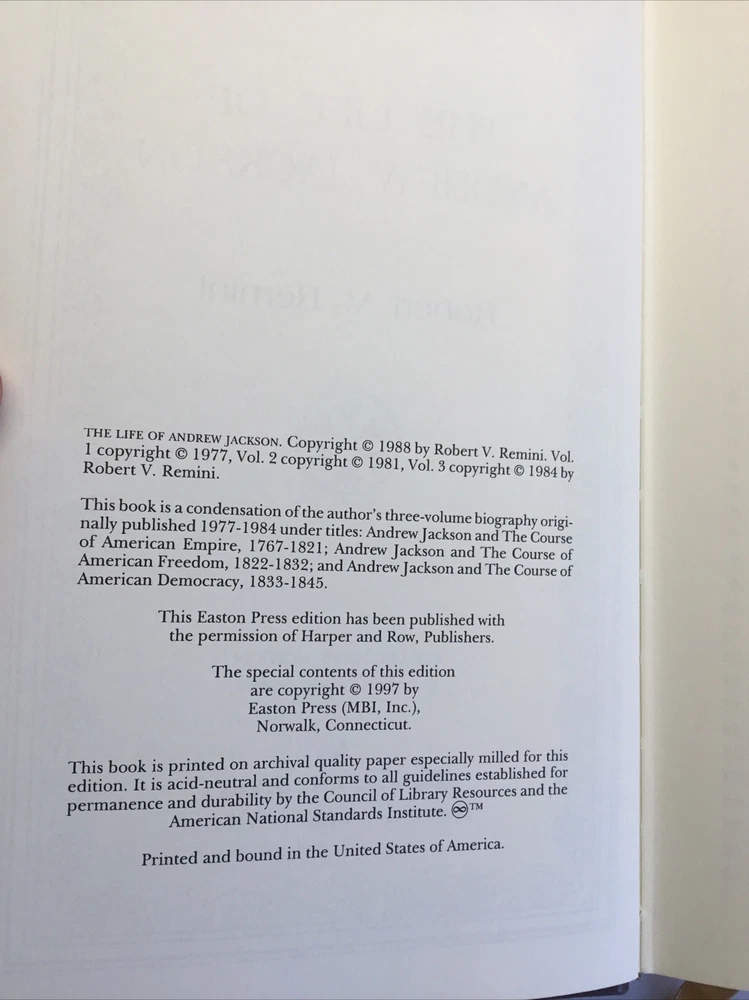 THE LIFE OF ANDREW JACKSON. Copyright © 1988 by Robert V. Remini. Vol.
1 copyright © 1977, Vol. 2 copyright © 1981, Vol. 3 copyright © 1984 by
Robert V. Remini.
This book is a condensation of the author's three-volume biography origi-
nally published 1977-1984 under titles: Andrew Jackson and The Course
of American Empire, 1767-1821; Andrew Jackson and The Course of
American Freedom, 1822-1832; and Andrew Jackson and The Course of
American Democracy, 1833-1845.
This Easton Press edition has been published with
the permission of Harper and Row, Publishers.
The special contents of this edition
are copyright © 1997 by
Easton Press (MBI, Inc.),
Norwalk, Connecticut.
This book is printed on archival quality paper especially milled for this
edition. It is acid-neutral and conforms to all guidelines established for
permanence and durability by the Council of Library Resources and the
American National Standards Institute. ♾™
Printed and bound in the United States of America.